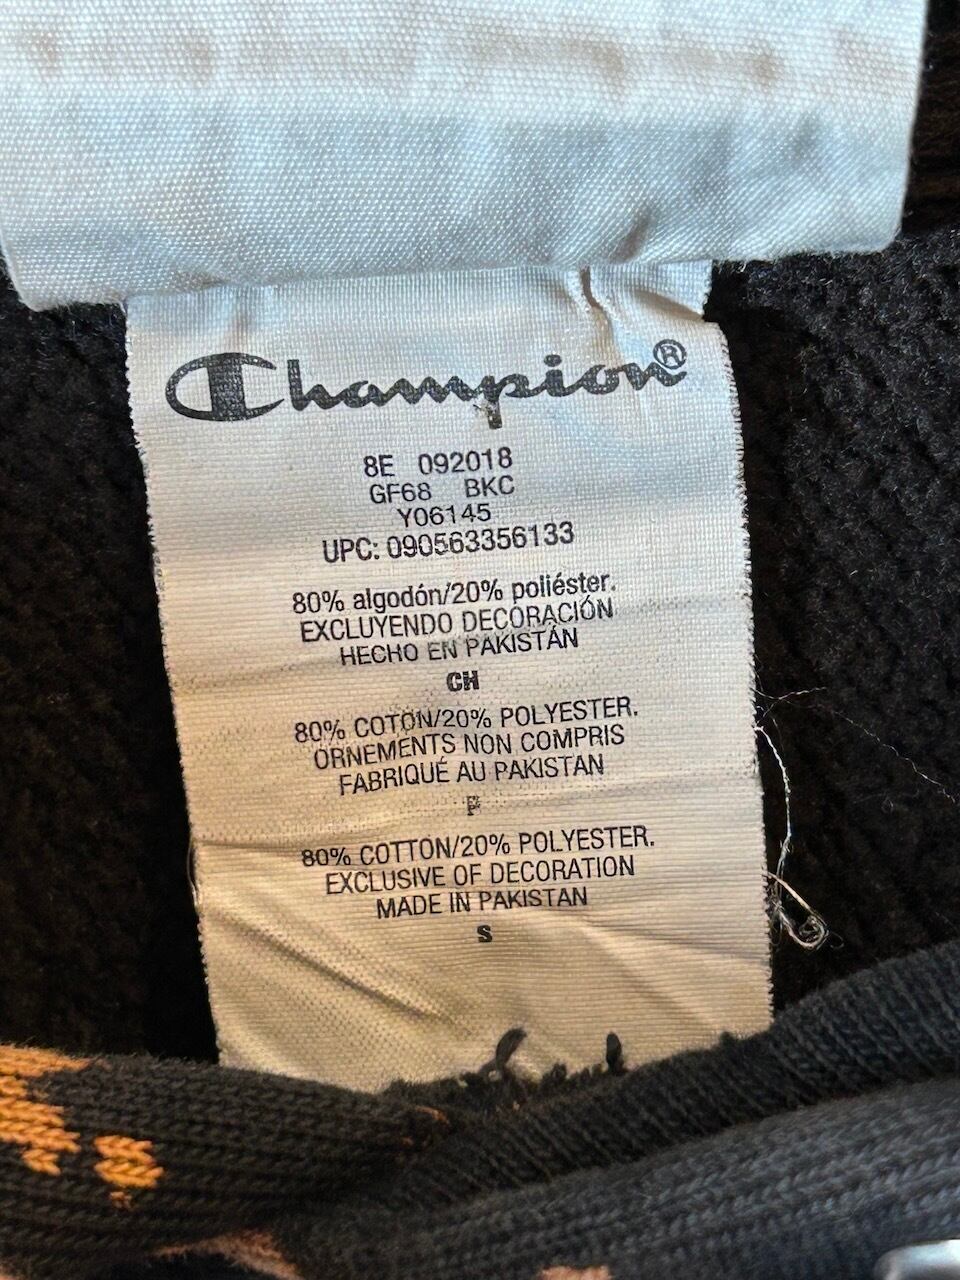 Champion®
8E 092018
GF68 BKC
Y06145
UPC: 090563356133
80% algodón/20% poliéster.
EXCLUYENDO DECORACIÓN
HECHO EN PAKISTÁN
CH
80% COTON/20% POLYESTER.
ORNEMENTS NON COMPRIS
FABRIQUÉ AU PAKISTAN
P
80% COTTON/20% POLYESTER.
EXCLUSIVE OF DECORATION
MADE IN PAKISTAN
S